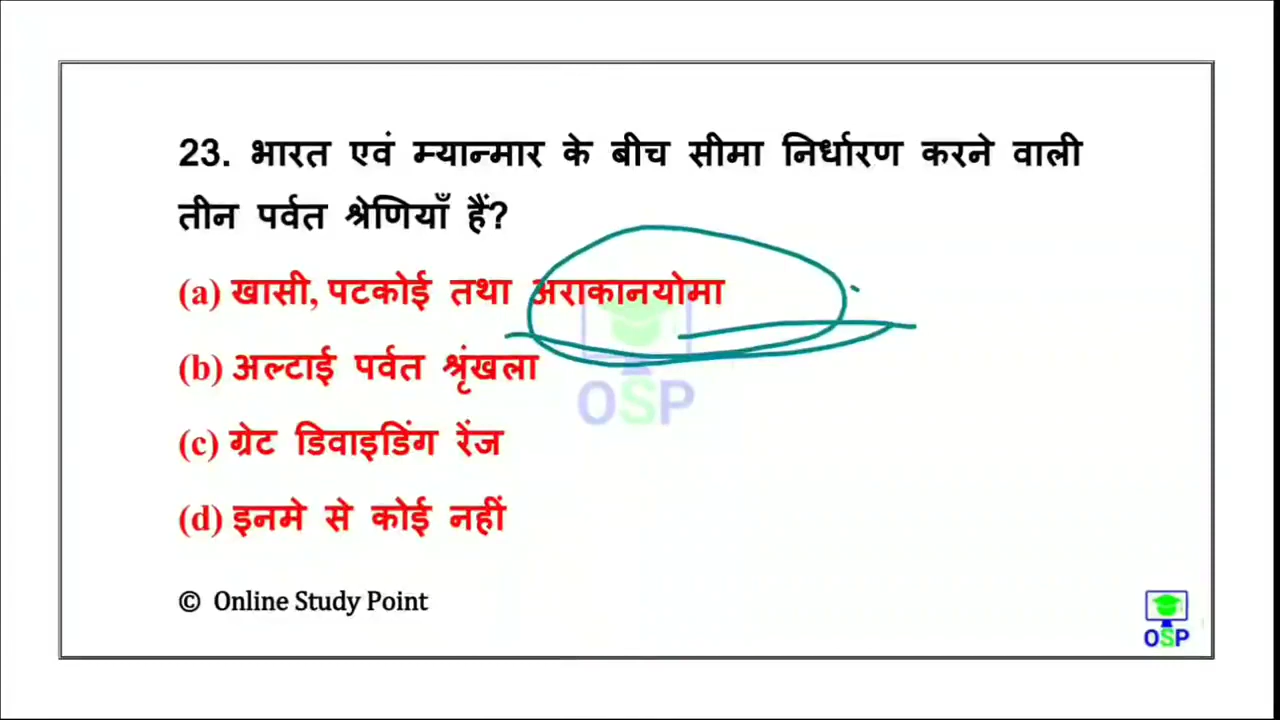 23. भारत एवं म्यान्मार के बीच सीमा निर्धारण करने वाली
तीन पर्वत श्रेणियाँ हैं?
(a) खासी, पटकोई तथा अराकानयोमा
(b) अल्टाई पर्वत श्रृंखला
OSP
(c) ग्रेट डिवाइडिंग रेंज
(d) इनमे से कोई नहीं
© Online Study Point
OSP